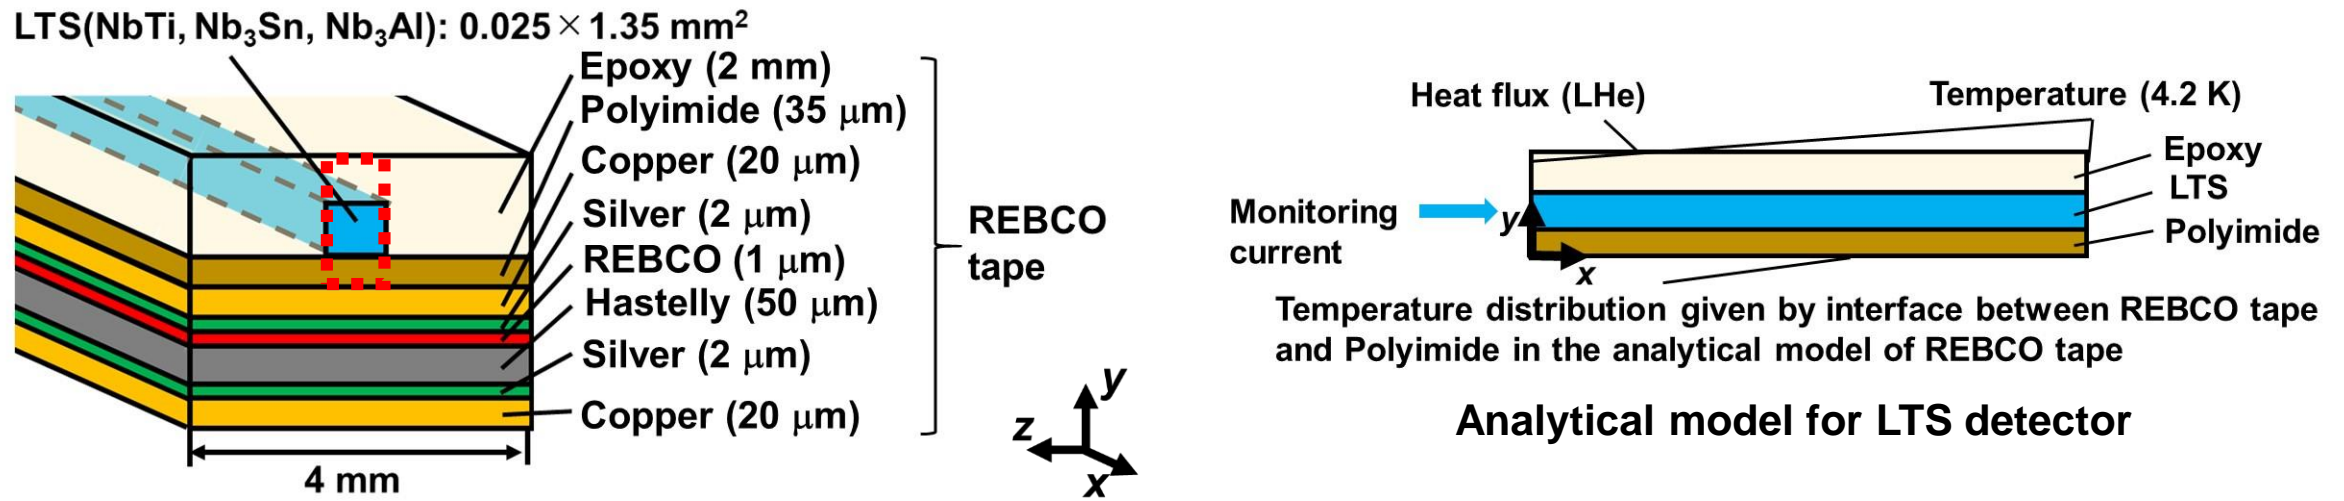 LTS(NbTi, Nb₃Sn, Nb₃Al): 0.025×1.35 mm²
Epoxy (2 mm)
Polyimide (35 μm)
Copper (20 μm)
Silver (2 μm)
REBCO (1 μm)
Hastelly (50 μm)
Silver (2 μm)
Copper (20 μm)
REBCO
tape
4 mm
y
z
x
Heat flux (LHe)
Temperature (4.2 K)
Epoxy
LTS
Polyimide
Monitoring
current
y
x
Temperature distribution given by interface between REBCO tape
and Polyimide in the analytical model of REBCO tape
Analytical model for LTS detector